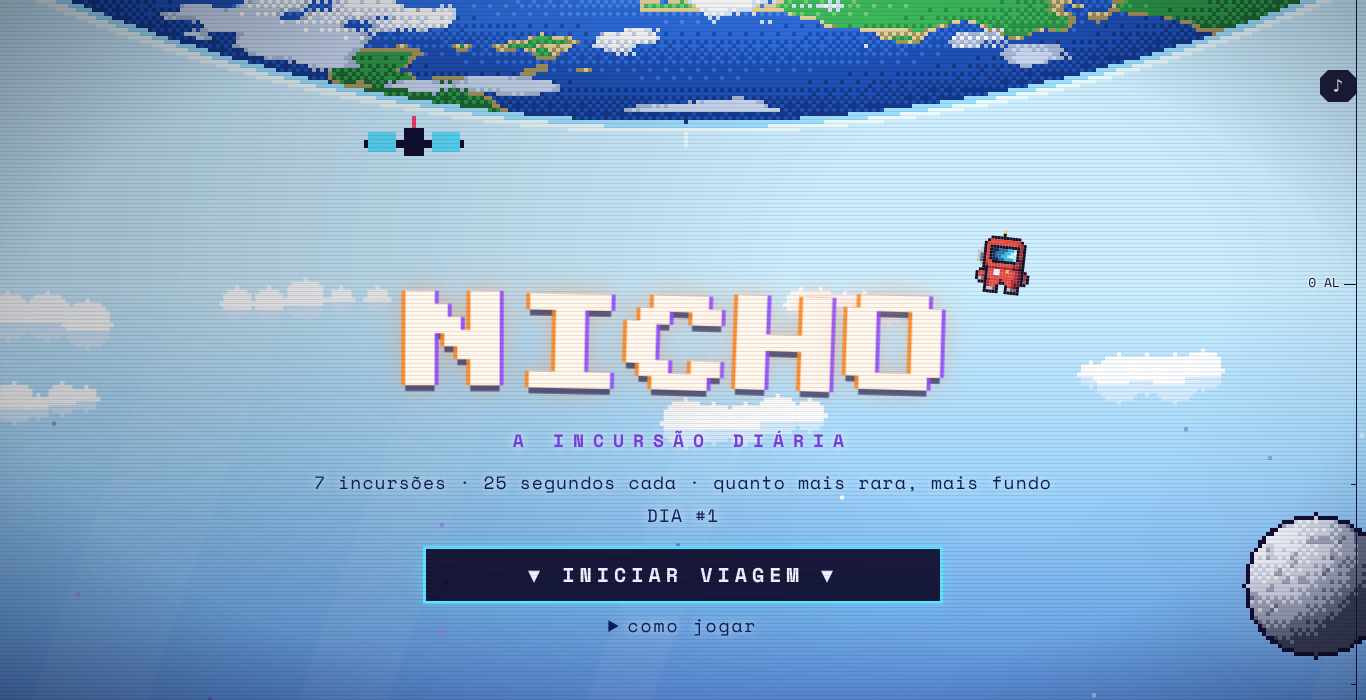 ♪
0 AL
NICHO
A INCURSÃO DIÁRIA
7 incursões · 25 segundos cada · quanto mais rara, mais fundo
DIA #1
▼ INICIAR VIAGEM ▼
▶ como jogar